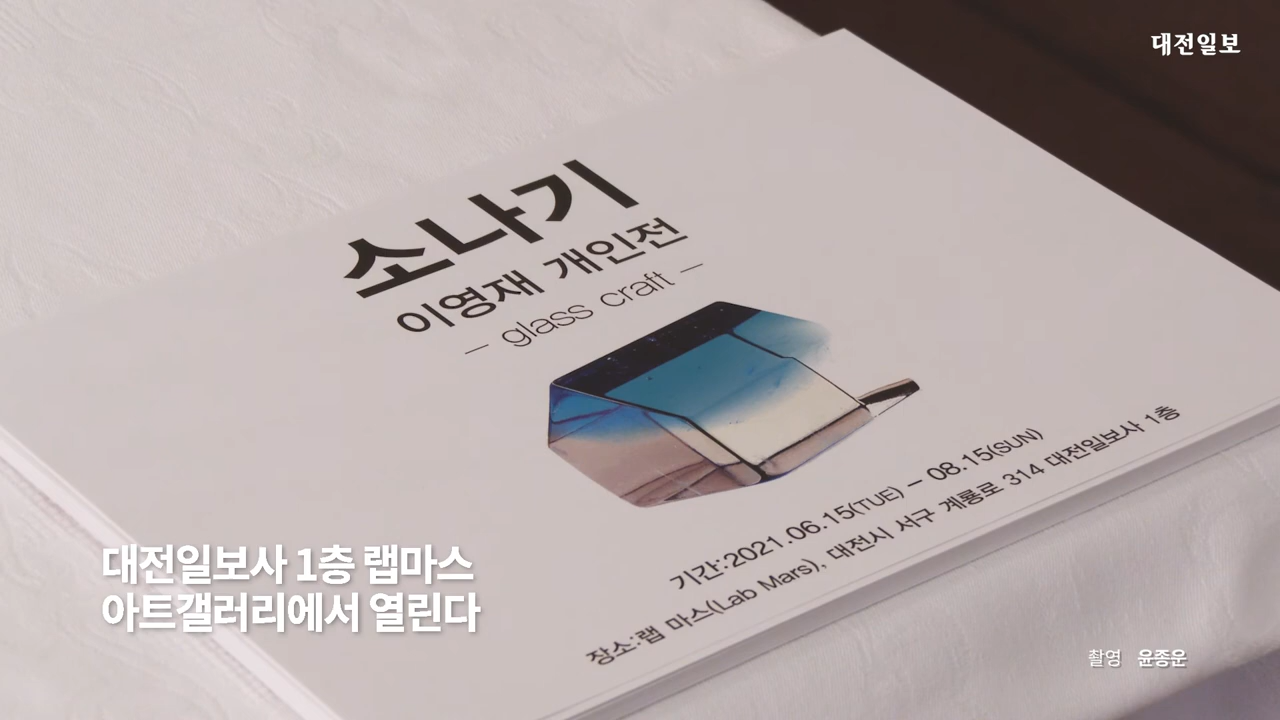 대전일보
소나기
이영재 개인전
– glass craft –
기간:2021.06.15(TUE) – 08.15(SUN)
장소:랩 마스(Lab Mars), 대전시 서구 계룡로 314 대전일보사 1층
대전일보사 1층 랩마스
아트갤러리에서 열린다
촬영 윤종운